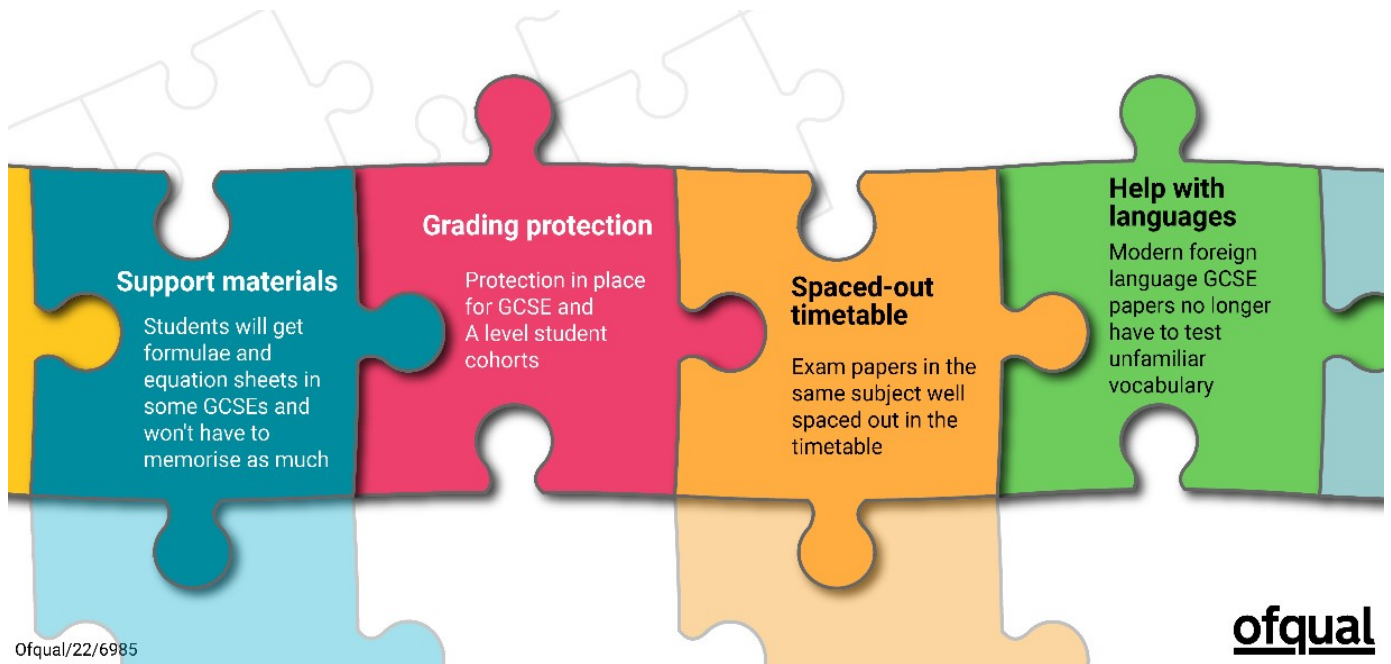 Support materials
Students will get
formulae and
equation sheets in
some GCSEs and
won't have to
memorise as much
Grading protection
Protection in place
for GCSE and
A level student
cohorts
Spaced-out
timetable
Exam papers in the
same subject well
spaced out in the
timetable
Help with
languages
Modern foreign
language GCSE
papers no longer
have to test
unfamiliar
vocabulary
Ofqual/22/6985
ofqual